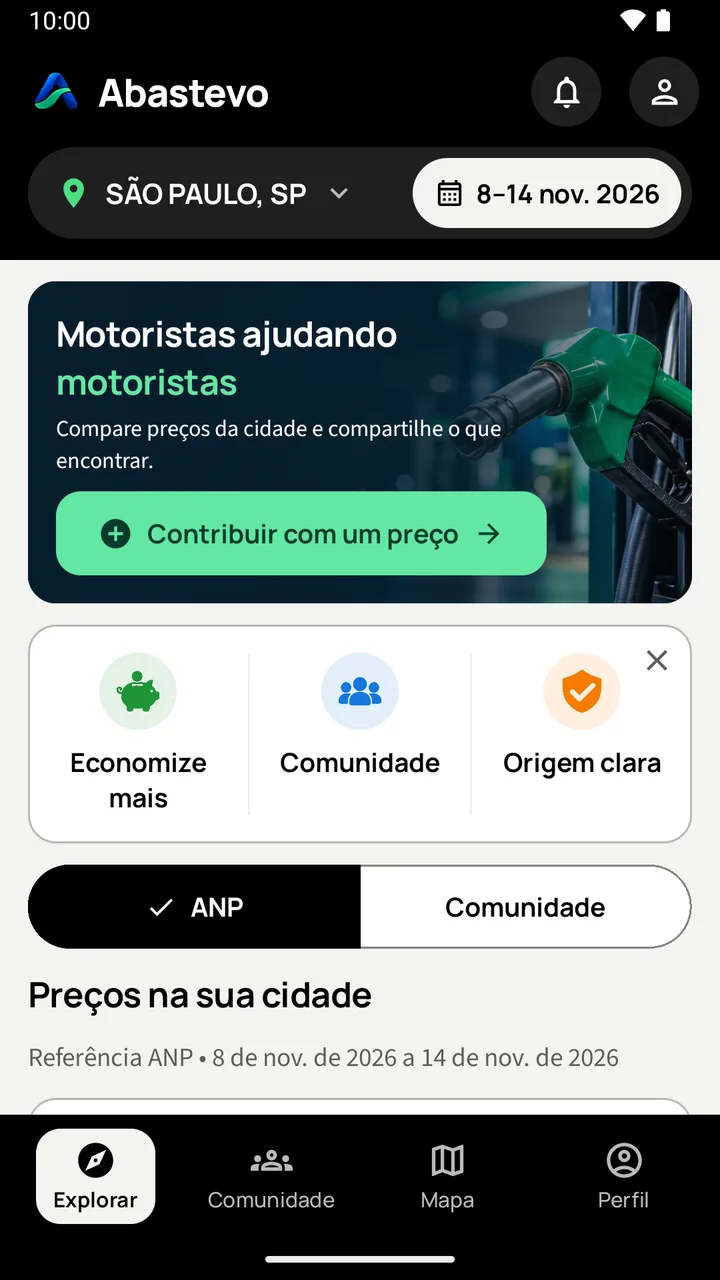 10:00
Abastevo
SÃO PAULO, SP
8–14 nov. 2026
Motoristas ajudando
motoristas
Compare preços da cidade e compartilhe o que
encontrar.
Contribuir com um preço
Economize
mais
Comunidade
Origem clara
ANP
Comunidade
Preços na sua cidade
Referência ANP • 8 de nov. de 2026 a 14 de nov. de 2026
Explorar
Comunidade
Mapa
Perfil